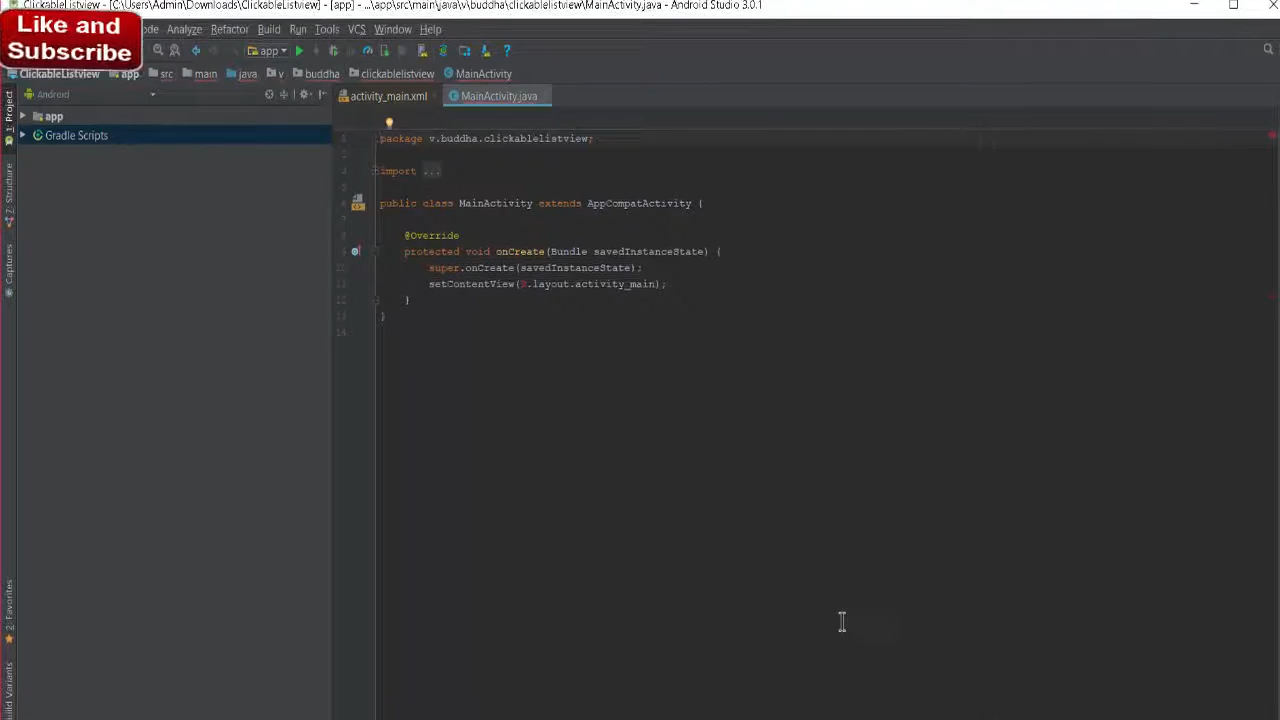 ClickableListview - [C:\Users\Admin\Downloads\ClickableListview] - [app] - ...\app\src\main\java\v\buddha\clickablelistview\MainActivity.java - Android Studio 3.0.1
Like and
Subscribe
ode Analyze Refactor Build Run Tools VCS Window Help
app
ClickableListview app src main java v buddha clickablelistview MainActivity
1: Project
Android
activity_main.xml
MainActivity.java
app
Gradle Scripts
7: Structure
Captures
2: Favorites
Build Variants
1 package v.buddha.clickablelistview;
import ...
public class MainActivity extends AppCompatActivity {
@Override
protected void onCreate(Bundle savedInstanceState) {
10 super.onCreate(savedInstanceState);
setContentView(R.layout.activity_main);
}
}
14